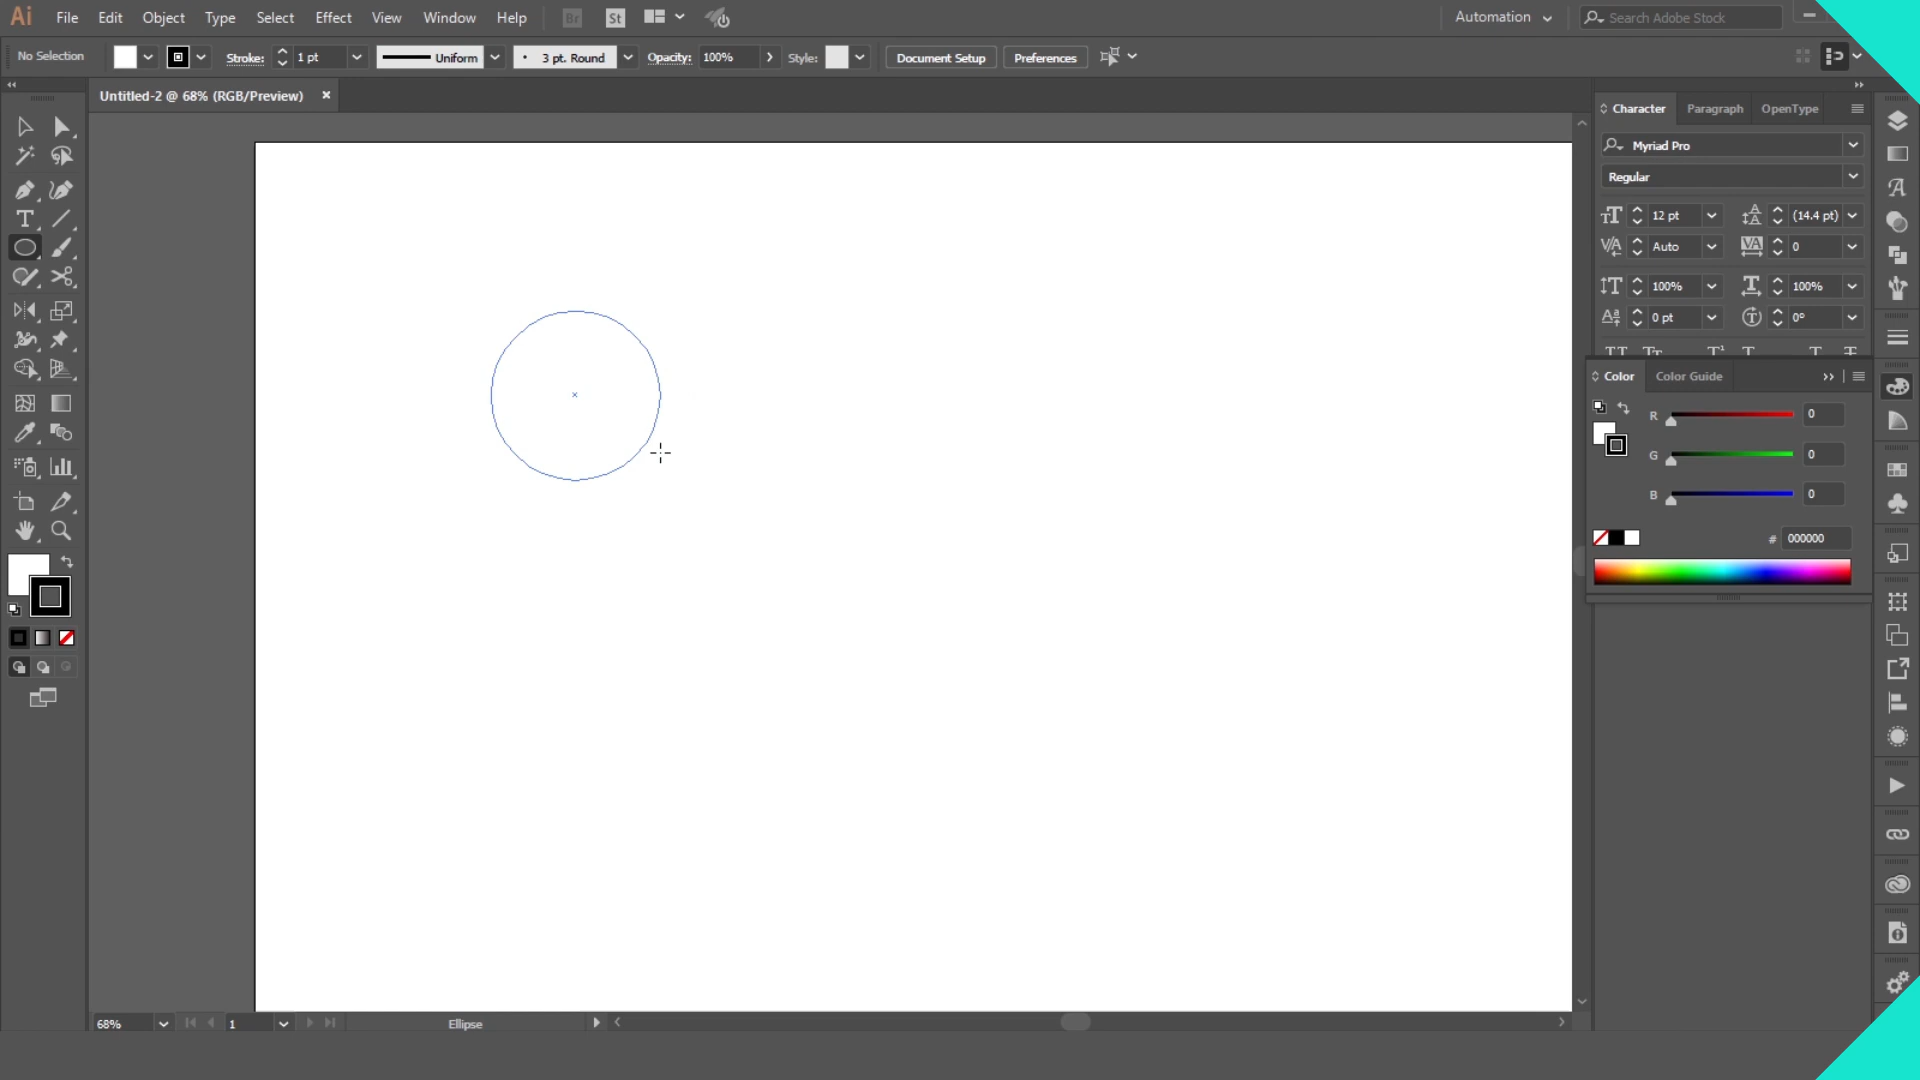 Ai File Edit Object Type Select Effect View Window Help Br St Automation Search Adobe Stock
No Selection Stroke: 1 pt Uniform 3 pt. Round Opacity: 100% Style: Document Setup Preferences
Untitled-2 @ 68% (RGB/Preview)
Character Paragraph OpenType
Myriad Pro
Regular
12 pt (14.4 pt)
Auto 0
100% 100%
0 pt 0°
Color Color Guide
R 0
G 0
B 0
# 000000
68% 1 Ellipse